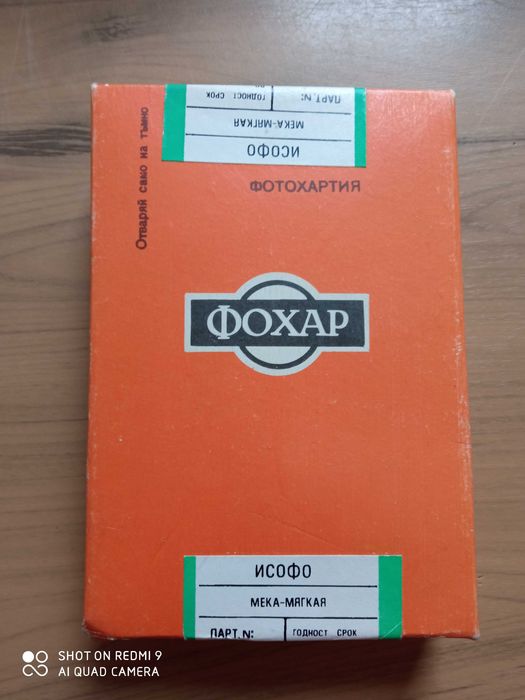 ПАРТ.N:
ГОДНОСТ СРОК
МЕКА-МЯГКАЯ
ИСОФО
Отваряй само на тъмно
ФОТОХАРТИЯ
ФОХАР
ИСОФО
МЕКА-МЯГКАЯ
ПАРТ.N:
ГОДНОСТ СРОК
SHOT ON REDMI 9
AI QUAD CAMERA